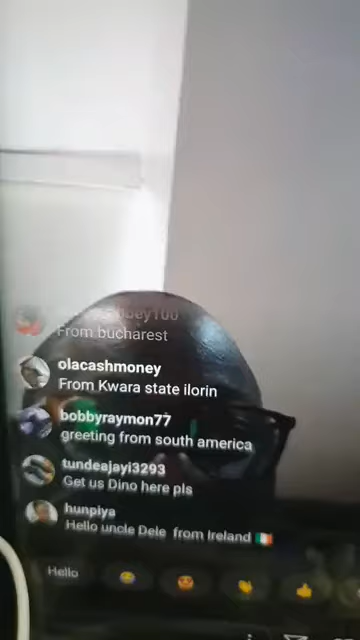 From bucharest
olacashmoney
From Kwara state ilorin
bobbyraymon77
greeting from south america
tundeajayi3293
Get us Dino here pls
hunpiya
Hello uncle Dele from Ireland 🇮🇪
Hello